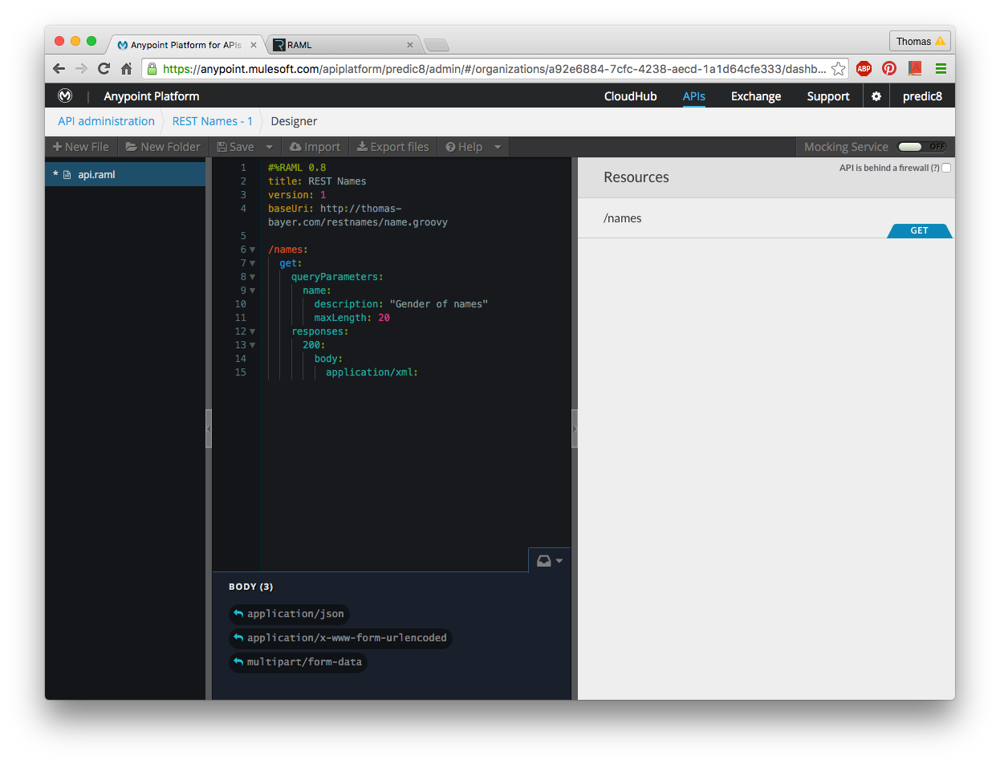 Anypoint Platform for APIs
RAML
Thomas
https://anypoint.mulesoft.com/apiplatform/predic8/admin/#/organizations/a92e6884-7cfc-4238-aecd-1a1d64cfe333/dashb...
ABP
Anypoint Platform
CloudHub
APIs
Exchange
Support
predic8
API administration
REST Names - 1
Designer
New File
New Folder
Save
Import
Export files
Help
Mocking Service
OFF
* api.raml
1 #%RAML 0.8
2 title: REST Names
3 version: 1
4 baseUri: http://thomas-
bayer.com/restnames/name.groovy
5
6 /names:
7 get:
8 queryParameters:
9 name:
10 description: "Gender of names"
11 maxLength: 20
12 responses:
13 200:
14 body:
15 application/xml:
BODY (3)
application/json
application/x-www-form-urlencoded
multipart/form-data
API is behind a firewall (?)
Resources
/names
GET